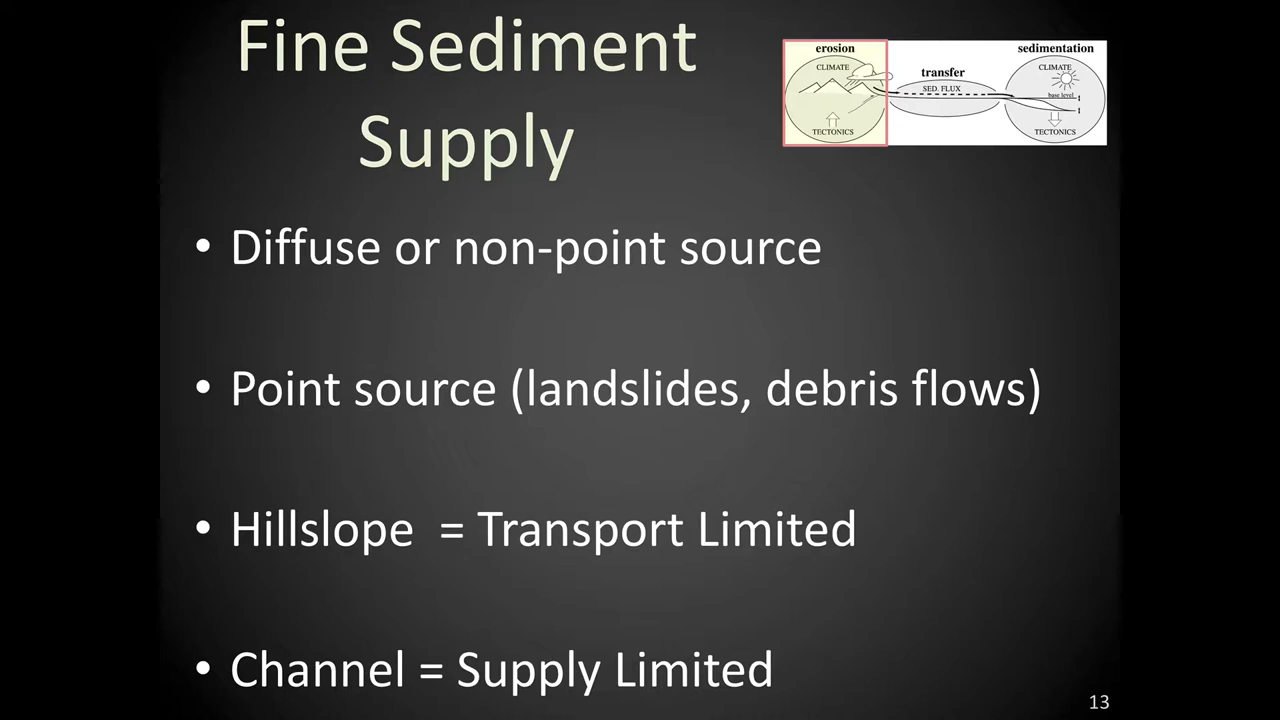 Fine Sediment
Supply
erosion
CLIMATE
TECTONICS
transfer
SED. FLUX
sedimentation
CLIMATE
base level
TECTONICS
• Diffuse or non-point source
• Point source (landslides, debris flows)
• Hillslope = Transport Limited
• Channel = Supply Limited
13